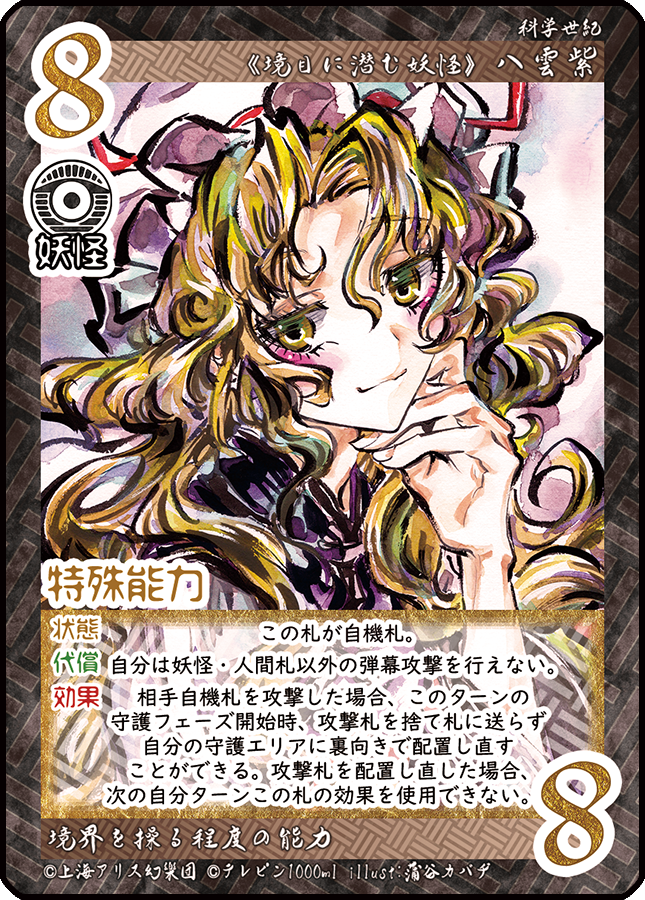 科学世紀
8
《境目に潜む妖怪》 八雲紫
妖怪
特殊能力
状態 この札が自機札。
代償 自分は妖怪・人間札以外の弾幕攻撃を行えない。
効果 相手自機札を攻撃した場合、このターンの
守護フェーズ開始時、攻撃札を捨て札に送らず
自分の守護エリアに裏向きで配置し直す
ことができる。攻撃札を配置し直した場合、
次の自分ターンこの札の効果を使用できない。
8
境界を操る程度の能力
©上海アリス幻樂団 ©テレピン1000ml illust:蒲谷カバヂ